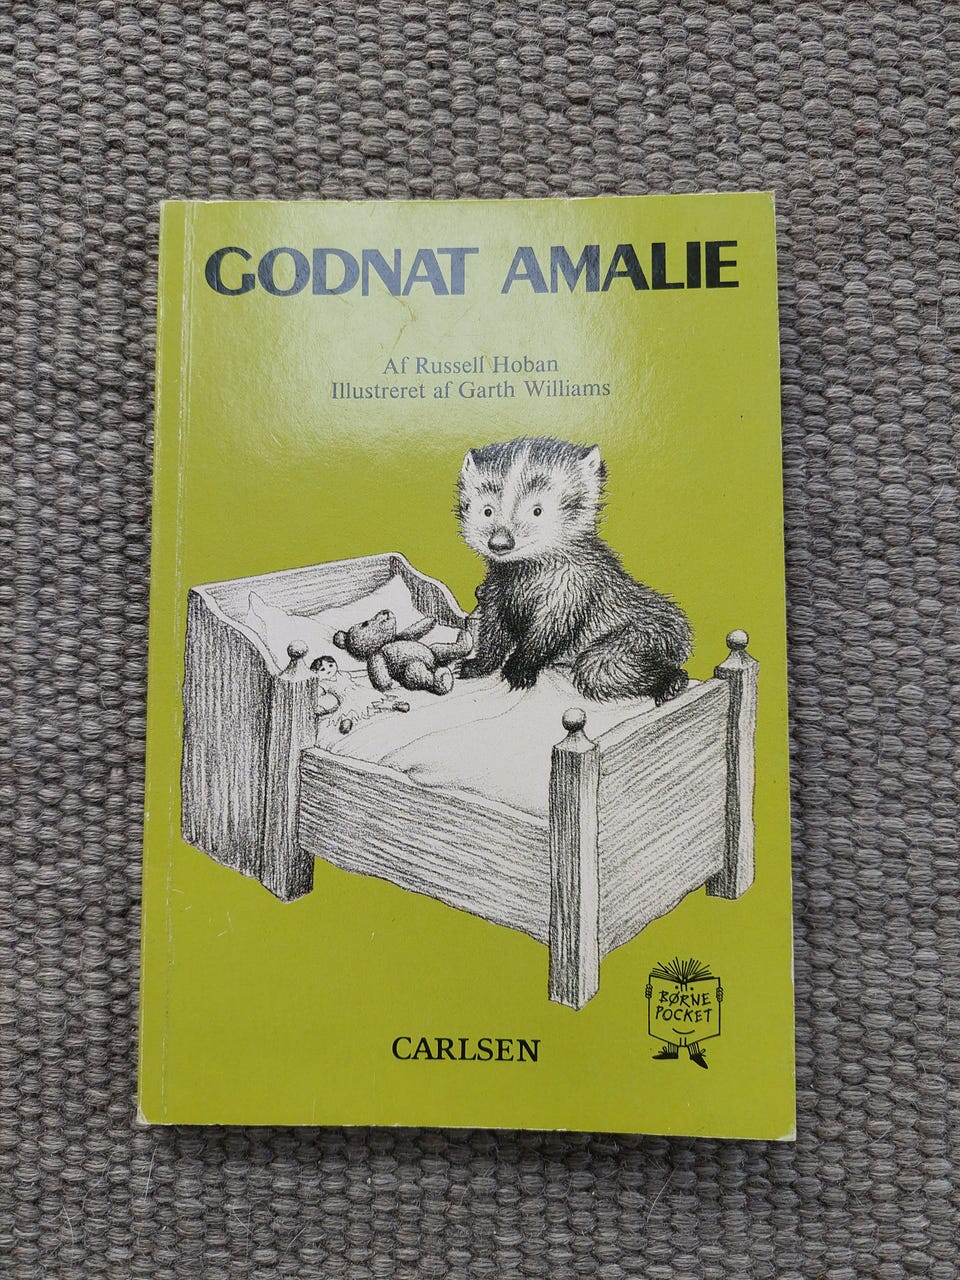 GODNAT AMALIE
Af Russell Hoban
Illustreret af Garth Williams
BØRNE
POCKET
CARLSEN